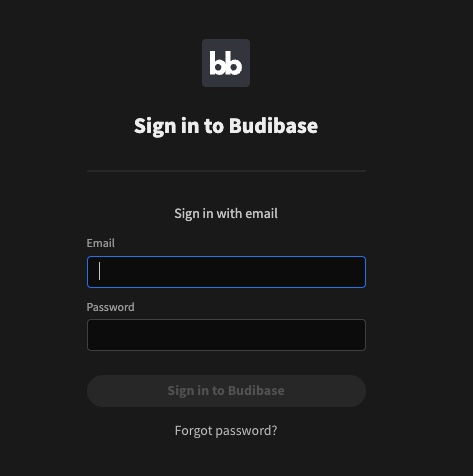 bb
Sign in to Budibase
Sign in with email
Email
Password
Sign in to Budibase
Forgot password?